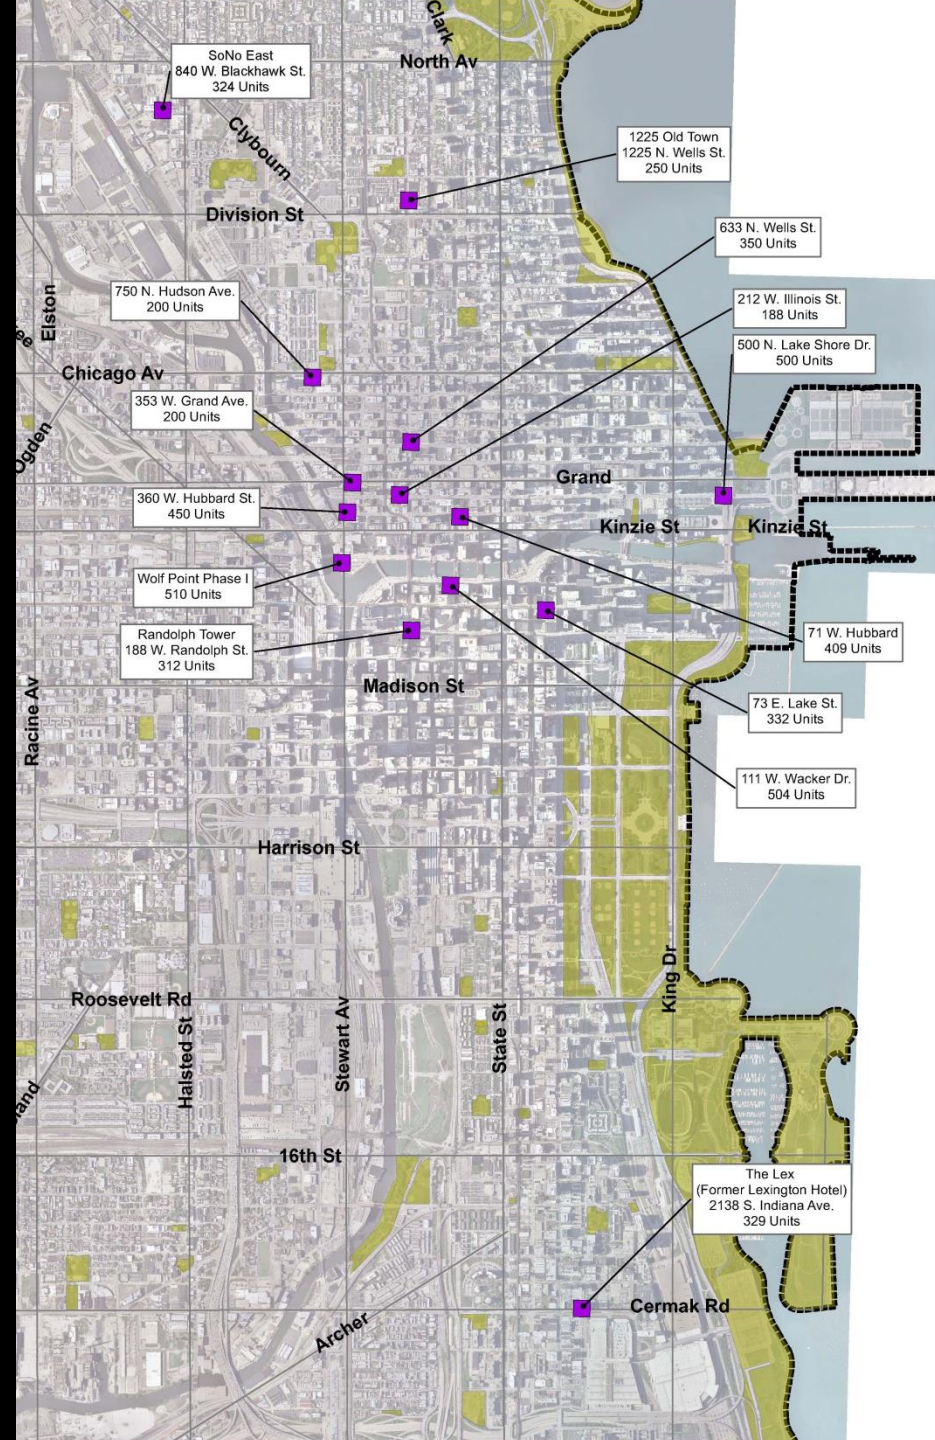 Clark
North Av
SoNo East
840 W. Blackhawk St.
324 Units
Clybourn
1225 Old Town
1225 N. Wells St.
250 Units
Division St
633 N. Wells St.
350 Units
750 N. Hudson Ave.
200 Units
Elston
212 W. Illinois St.
188 Units
500 N. Lake Shore Dr.
500 Units
Chicago Av
353 W. Grand Ave.
200 Units
Ogden
Grand
360 W. Hubbard St.
450 Units
Kinzie St
Kinzie St
Wolf Point Phase I
510 Units
Randolph Tower
188 W. Randolph St.
312 Units
71 W. Hubbard
409 Units
Madison St
Racine Av
73 E. Lake St.
332 Units
111 W. Wacker Dr.
504 Units
Harrison St
King Dr
Roosevelt Rd
Halsted St
Stewart Av
State St
16th St
The Lex
(Former Lexington Hotel)
2138 S. Indiana Ave.
329 Units
Cermak Rd
Archer